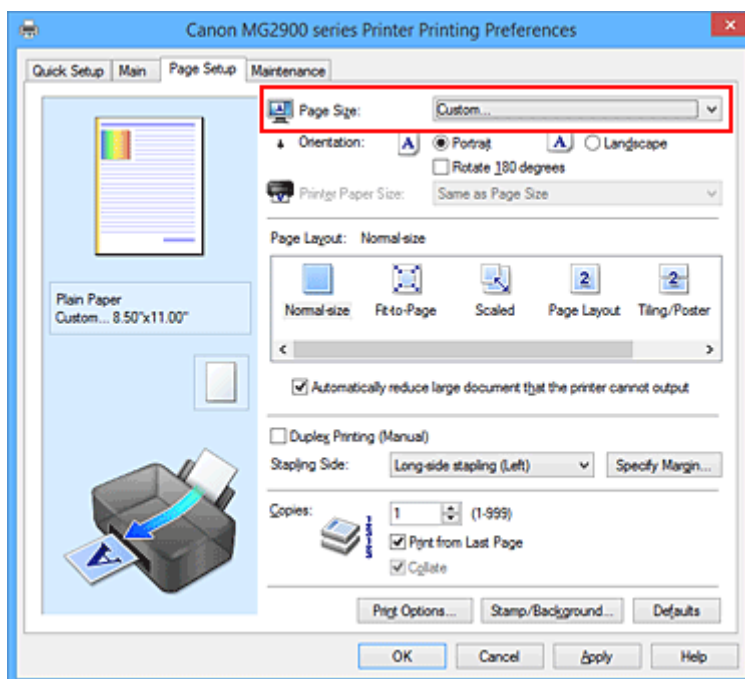 Canon MG2900 series Printer Printing Preferences
Quick Setup Main Page Setup Maintenance
Page Size: Custom...
Orientation: A Portrait A Landscape
Rotate 180 degrees
Printer Paper Size: Same as Page Size
Page Layout: Normal-size
2 2
Normal-size Fit-to-Page Scaled Page Layout Tiling/Poster
Plain Paper
Custom... 8.50"x11.00"
Automatically reduce large document that the printer cannot output
Duplex Printing (Manual)
Stapling Side: Long-side stapling (Left) Specify Margin...
Copies: 1 (1-999)
Print from Last Page
Collate
A
Print Options... Stamp/Background... Defaults
OK Cancel Apply Help